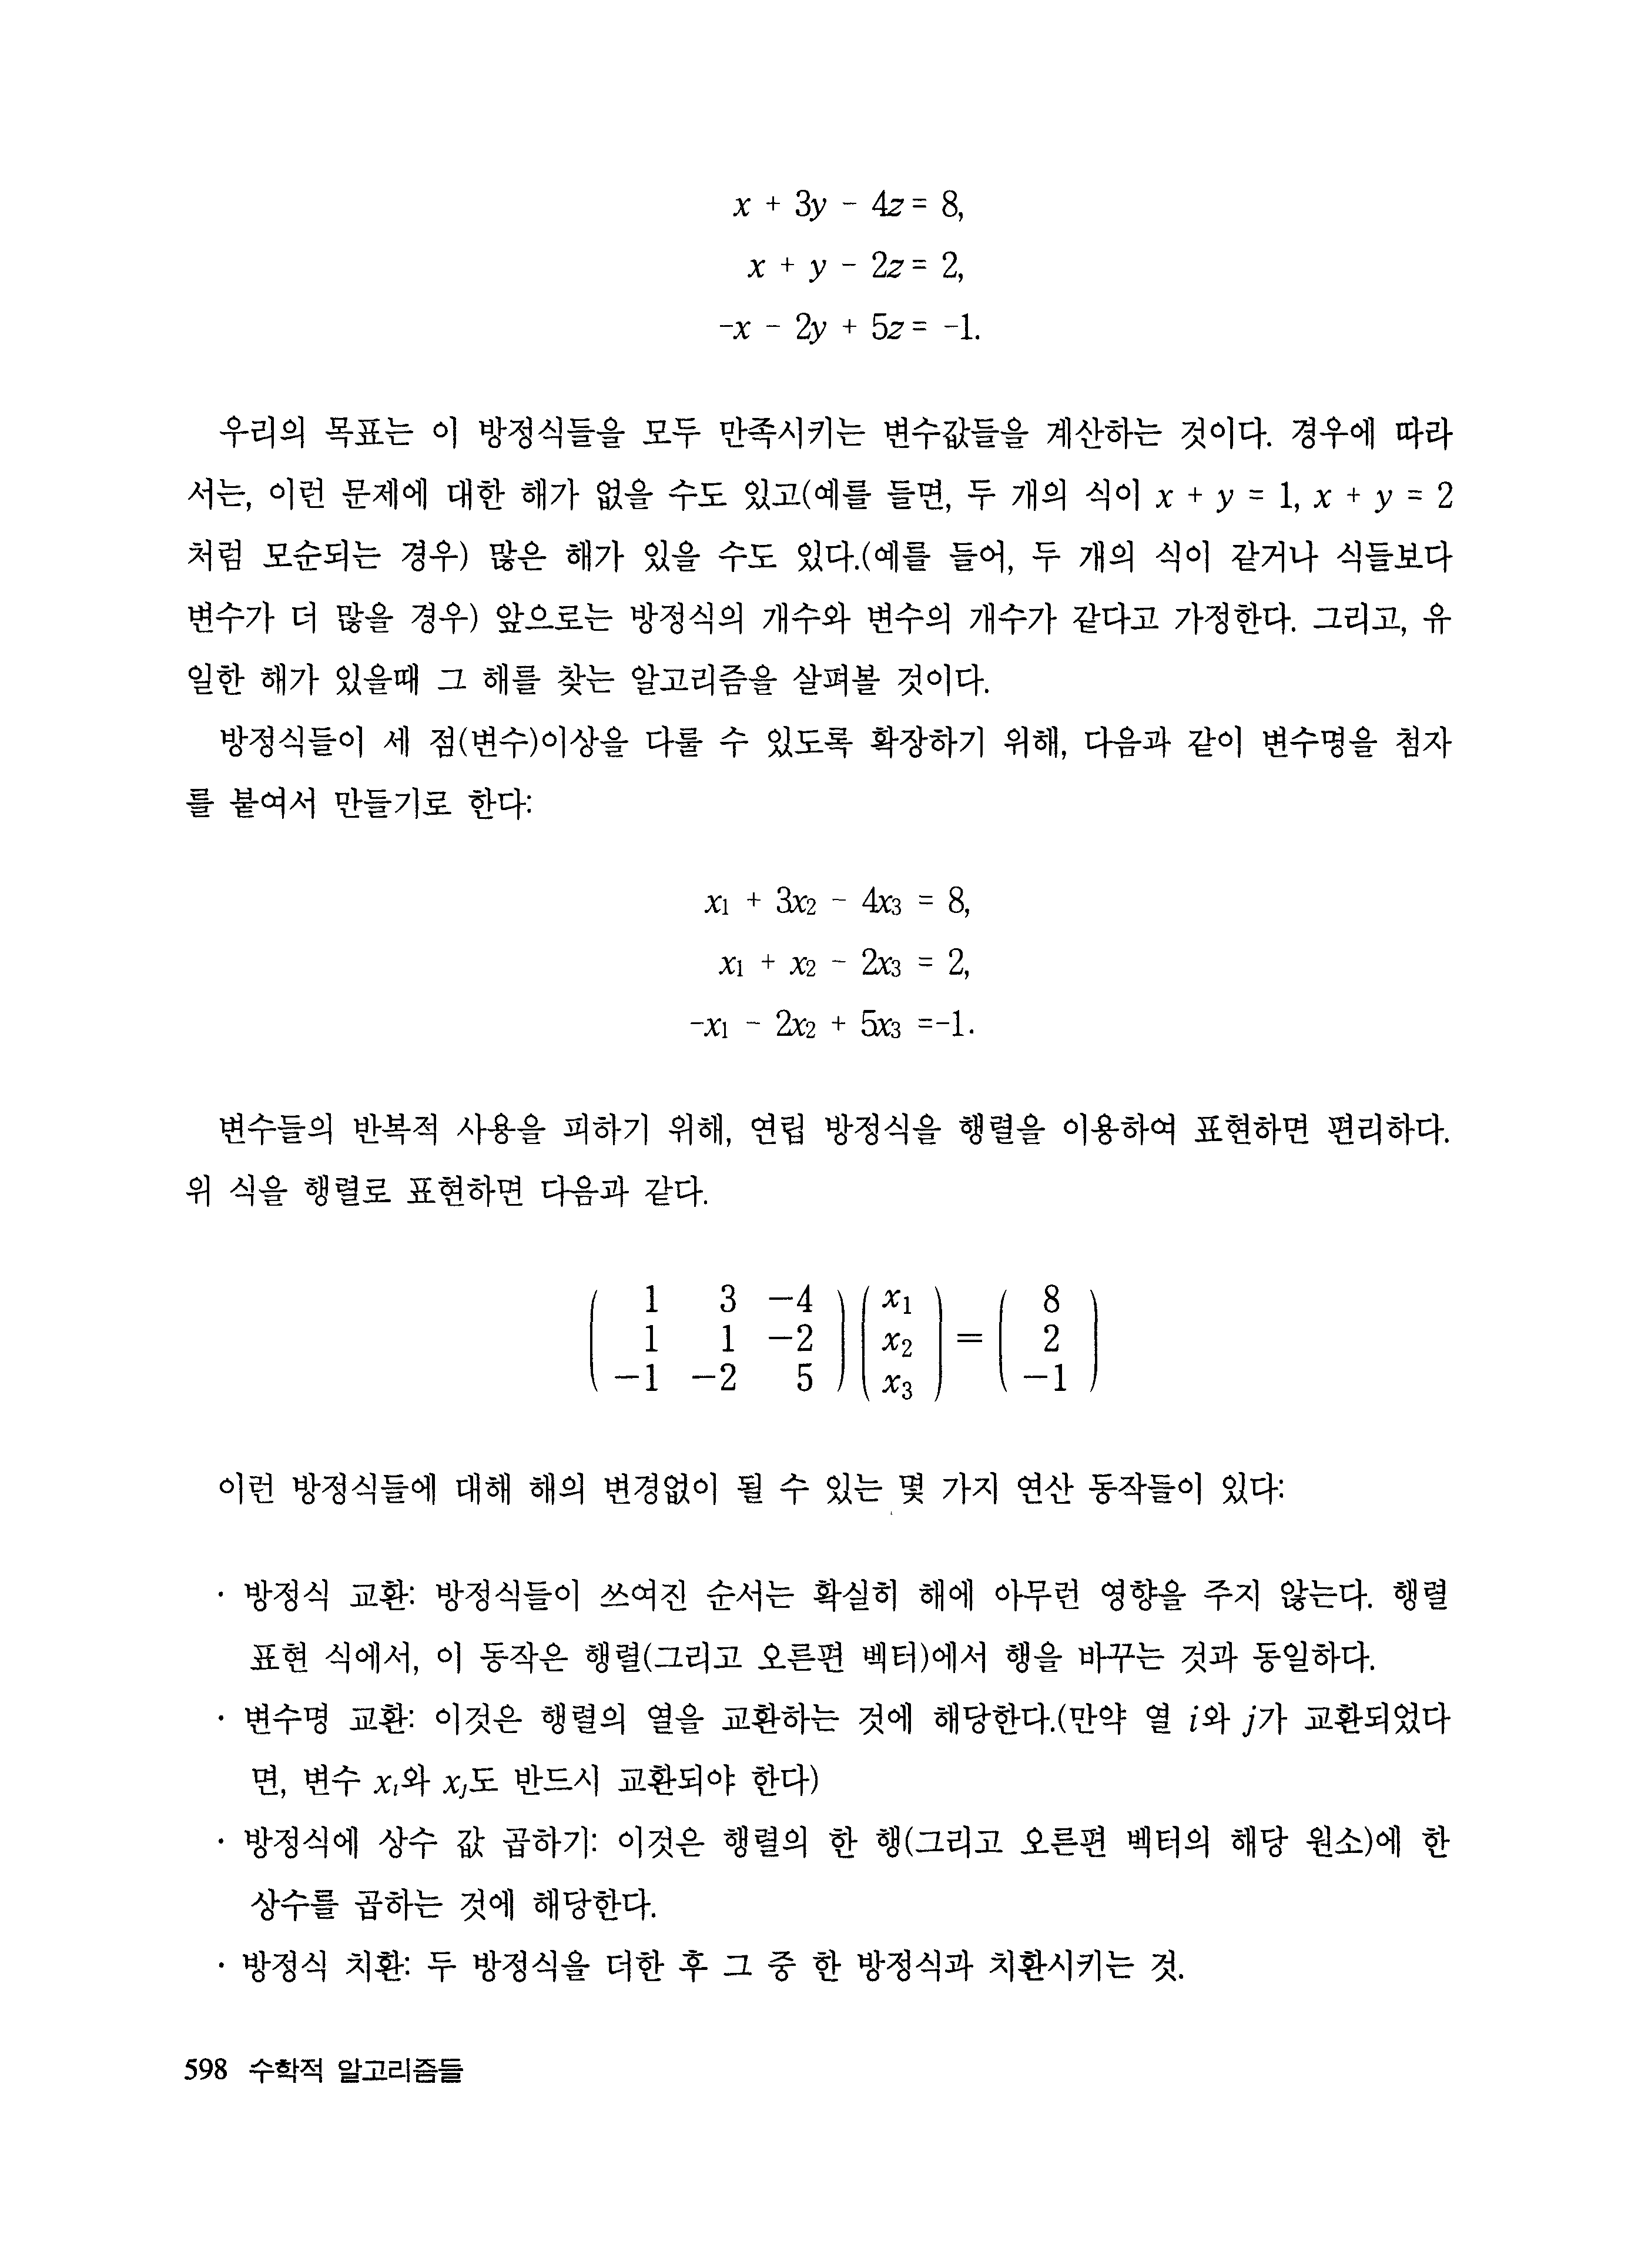 x + 3y - 4z = 8,
x + y - 2z = 2,
-x - 2y + 5z = -1.
우리의 목표는 이 방정식들을 모두 만족시키는 변수값들을 계산하는 것이다. 경우에 따라
서는, 이런 문제에 대한 해가 없을 수도 있고(예를 들면, 두 개의 식이 x + y = 1, x + y = 2
처럼 모순되는 경우) 많은 해가 있을 수도 있다.(예를 들어, 두 개의 식이 같거나 식들보다
변수가 더 많을 경우) 앞으로는 방정식의 개수와 변수의 개수가 같다고 가정한다. 그리고, 유
일한 해가 있을때 그 해를 찾는 알고리즘을 살펴볼 것이다.
방정식들이 세 점(변수)이상을 다룰 수 있도록 확장하기 위해, 다음과 같이 변수명을 첨자
를 붙여서 만들기로 한다:
x₁ + 3x₂ - 4x₃ = 8,
x₁ + x₂ - 2x₃ = 2,
-x₁ - 2x₂ + 5x₃ =-1.
변수들의 반복적 사용을 피하기 위해, 연립 방정식을 행렬을 이용하여 표현하면 편리하다.
위 식을 행렬로 표현하면 다음과 같다.
( 1 3 −4 ) ( x₁ ) = ( 8 )
( 1 1 −2 ) ( x₂ ) = ( 2 )
( −1 −2 5 ) ( x₃ ) = ( −1 )
이런 방정식들에 대해 해의 변경없이 될 수 있는 몇 가지 연산 동작들이 있다:
· 방정식 교환: 방정식들이 쓰여진 순서는 확실히 해에 아무런 영향을 주지 않는다. 행렬
표현 식에서, 이 동작은 행렬(그리고 오른편 벡터)에서 행을 바꾸는 것과 동일하다.
· 변수명 교환: 이것은 행렬의 열을 교환하는 것에 해당한다.(만약 열 i와 j가 교환되었다
면, 변수 xᵢ와 xⱼ도 반드시 교환되야 한다)
· 방정식에 상수 값 곱하기: 이것은 행렬의 한 행(그리고 오른편 벡터의 해당 원소)에 한
상수를 곱하는 것에 해당한다.
· 방정식 치환: 두 방정식을 더한 후 그 중 한 방정식과 치환시키는 것.
598 수학적 알고리즘들